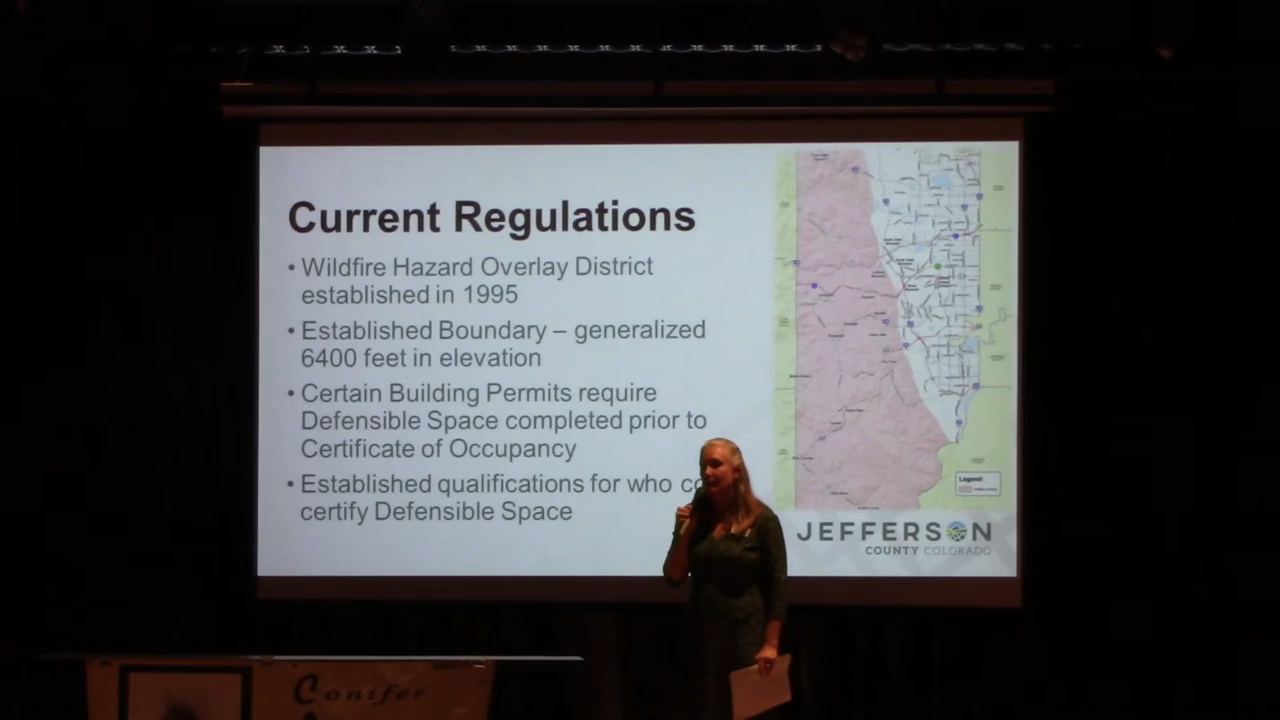 Current Regulations
• Wildfire Hazard Overlay District
established in 1995
• Established Boundary – generalized
6400 feet in elevation
• Certain Building Permits require
Defensible Space completed prior to
Certificate of Occupancy
• Established qualifications for who co
certify Defensible Space
Legend:
JEFFERSON
COUNTY COLORADO
Conifer